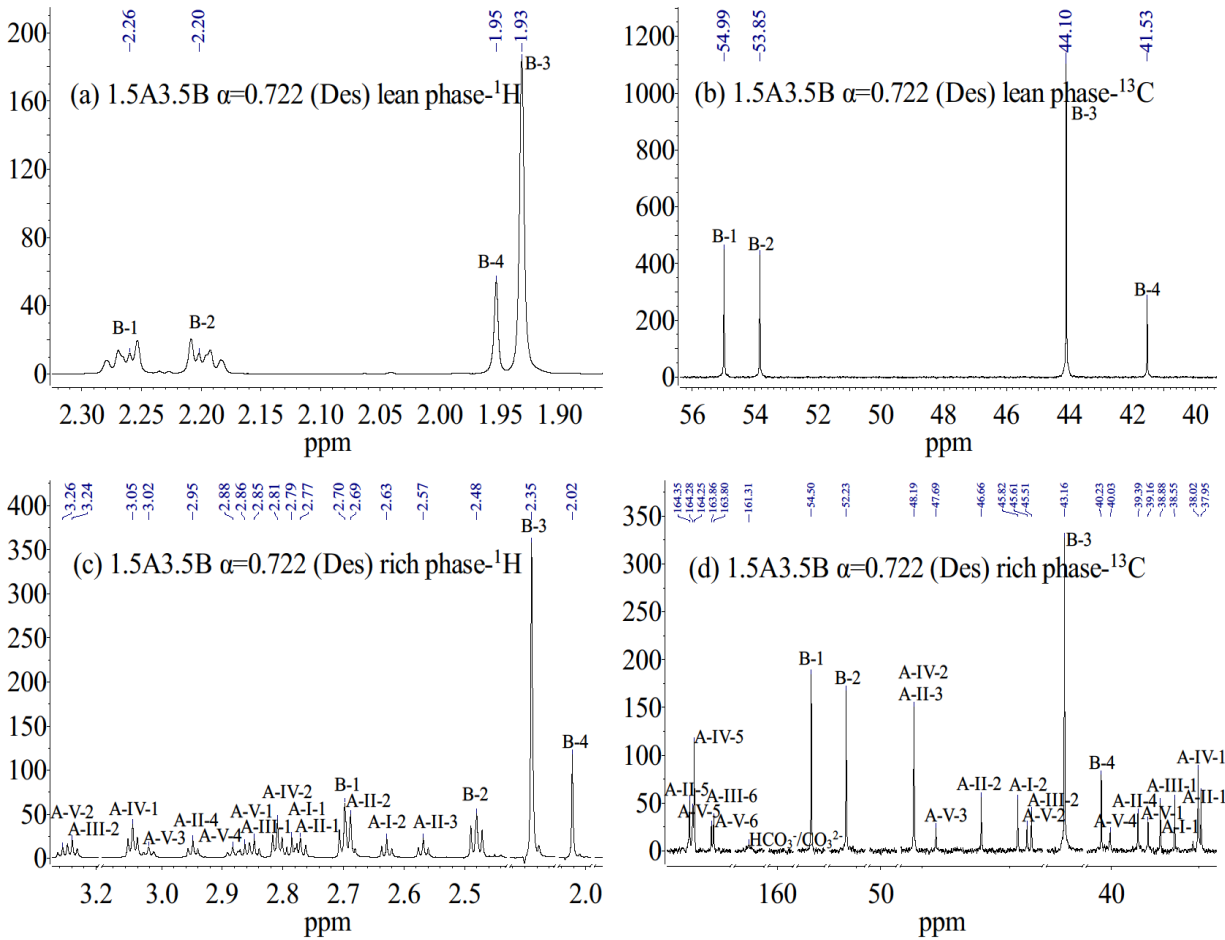 2.26
2.20
1.95
1.93
200
160
120
80
40
0
(a) 1.5A3.5B α=0.722 (Des) lean phase-¹H
B-3
B-4
B-1
B-2
2.30 2.25 2.20 2.15 2.10 2.05 2.00 1.95 1.90
ppm
54.99
53.85
44.10
41.53
1200
1000
800
600
400
200
0
(b) 1.5A3.5B α=0.722 (Des) lean phase-¹³C
B-3
B-1
B-2
B-4
56 54 52 50 48 46 44 42 40
ppm
3.26
3.24
3.05
3.02
2.95
2.88
2.86
2.85
2.81
2.79
2.77
2.70
2.69
2.63
2.57
2.48
2.35
2.02
400
350
300
250
200
150
100
50
0
B-3
(c) 1.5A3.5B α=0.722 (Des) rich phase-¹H
B-4
A-V-2
A-III-2
A-IV-1
A-V-3
A-II-4
A-V-4
A-V-1
A-III-1
A-IV-2
A-I-1
A-II-1
B-1
A-II-2
A-I-2
A-II-3
B-2
3.2 3.0 2.9 2.8 2.7 2.6 2.5 2.0
ppm
164.35
164.28
164.25
163.86
163.80
161.31
54.50
52.23
48.19
47.69
46.66
45.82
45.61
45.51
43.16
40.23
40.03
39.39
39.16
38.88
38.55
38.02
37.95
350
300
250
200
150
100
50
0
B-3
(d) 1.5A3.5B α=0.722 (Des) rich phase-¹³C
B-1
B-2
A-IV-2
A-II-3
A-IV-5
A-II-5
A-V-5
A-III-6
A-V-6
HCO₃⁻/CO₃²⁻
A-V-3
A-II-2
A-I-2
A-III-2
A-V-2
B-4
A-V-4
A-II-4
A-V-1
A-III-1
A-I-1
A-IV-1
A-II-1
160 50 40
ppm